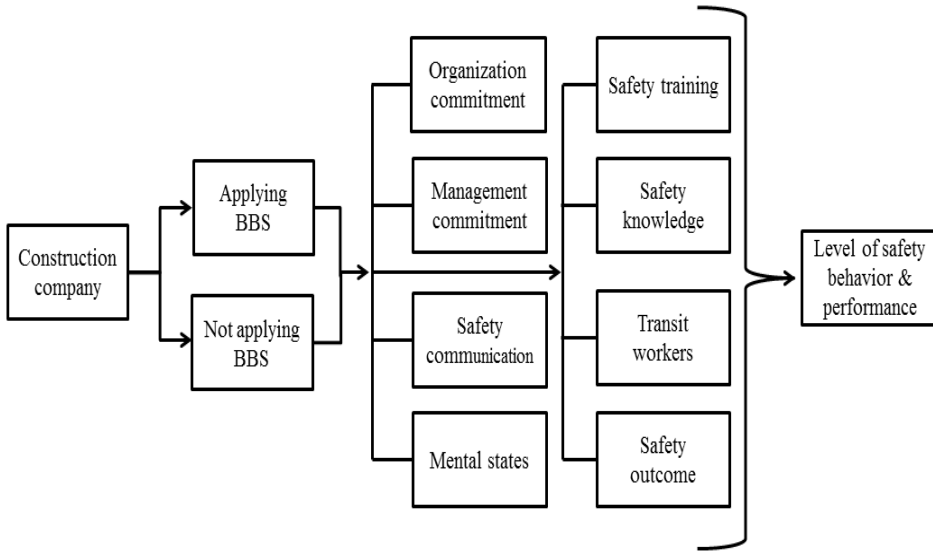 Construction
company
Applying
BBS
Not applying
BBS
Organization
commitment
Management
commitment
Safety
communication
Mental states
Safety training
Safety
knowledge
Transit
workers
Safety
outcome
Level of safety
behavior &
performance